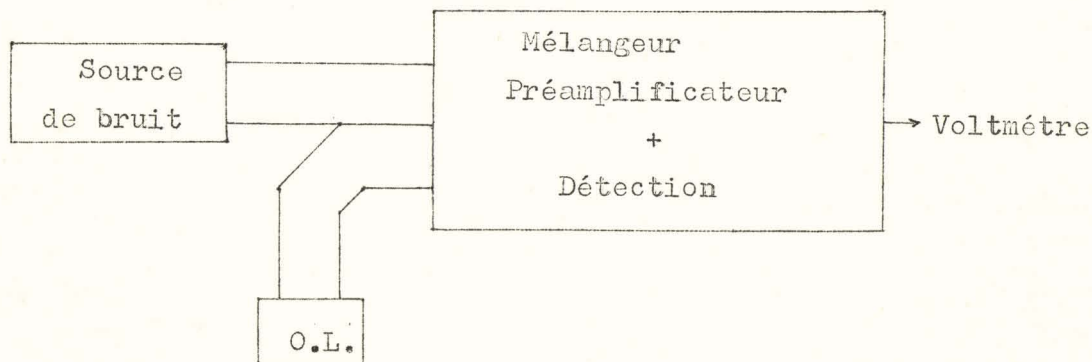 Source
de bruit
Mélangeur
Préamplificateur
+
Détection
Voltmétre
O.L.